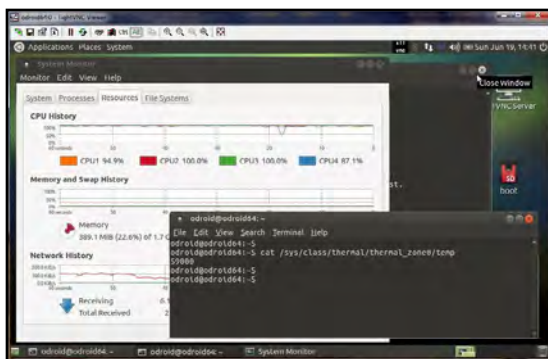 odroid64:0 - TightVNC Viewer
Applications Places System
Sun Jun 19, 14:41
System Monitor
Close Window
Monitor Edit View Help
System Processes Resources File Systems
VNC Server
CPU History
CPU1 94.9% CPU2 100.0% CPU3 100.0% CPU4 87.1%
st.
boot
Memory and Swap History
Memory
389.1 MiB (22.6%) of 1.7 G
odroid@odroid64: ~
File Edit View Search Terminal Help
odroid@odroid64:~$
odroid@odroid64:~$ cat /sys/class/thermal/thermal_zone0/temp
59000
odroid@odroid64:~$
odroid@odroid64:~$
Network History
Receiving
Total Received
odroid@odroid64: ~ odroid@odroid64: ~ System Monitor